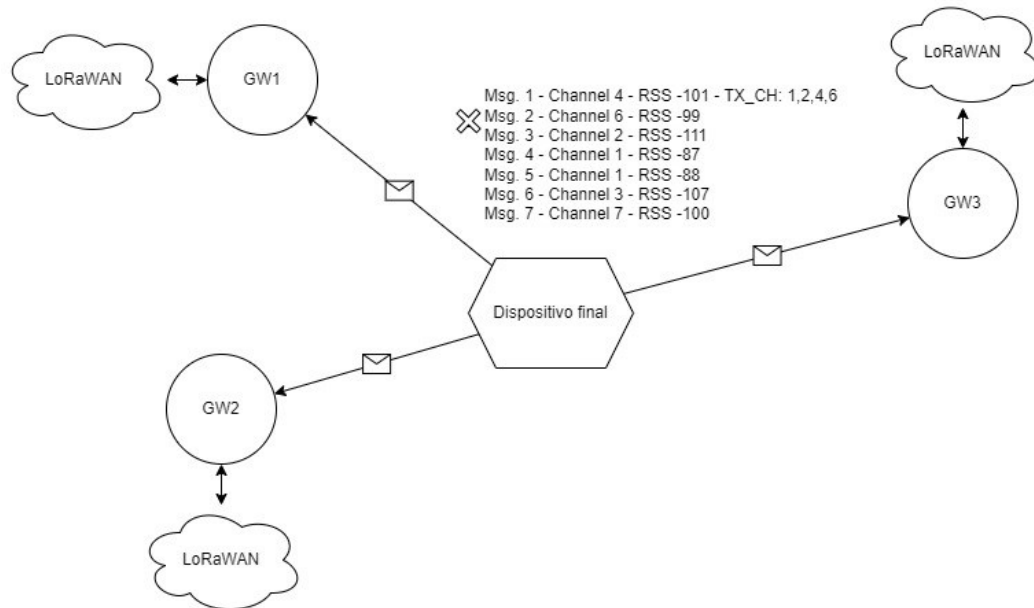 LoRaWAN
GW1
LoRaWAN
Msg. 1 - Channel 4 - RSS -101 - TX_CH: 1,2,4,6
Msg. 2 - Channel 6 - RSS -99
Msg. 3 - Channel 2 - RSS -111
Msg. 4 - Channel 1 - RSS -87
Msg. 5 - Channel 1 - RSS -88
Msg. 6 - Channel 3 - RSS -107
Msg. 7 - Channel 7 - RSS -100
GW3
Dispositivo final
GW2
LoRaWAN